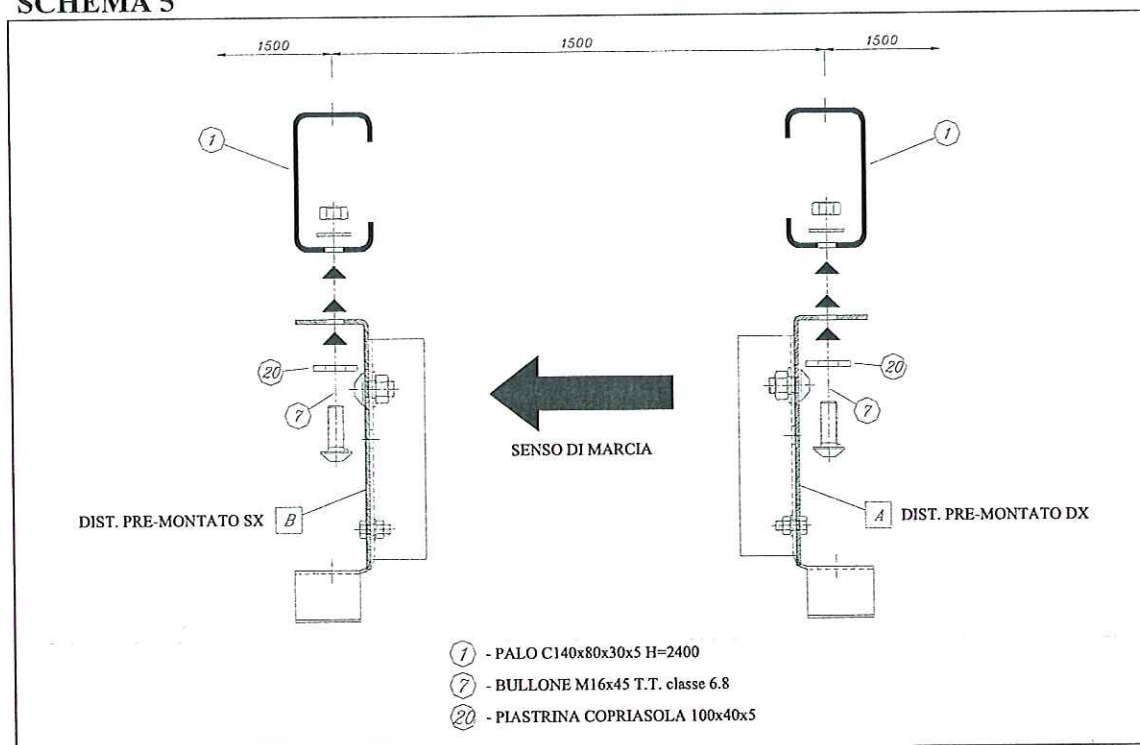 SCHEMA 5
1500 1500 1500
1 1
20 20
7 7
SENSO DI MARCIA
DIST. PRE-MONTATO SX B
A DIST. PRE-MONTATO DX
1 - PALO C140x80x30x5 H=2400
7 - BULLONE M16x45 T.T. classe 6.8
20 - PIASTRINA COPRIASOLA 100x40x5